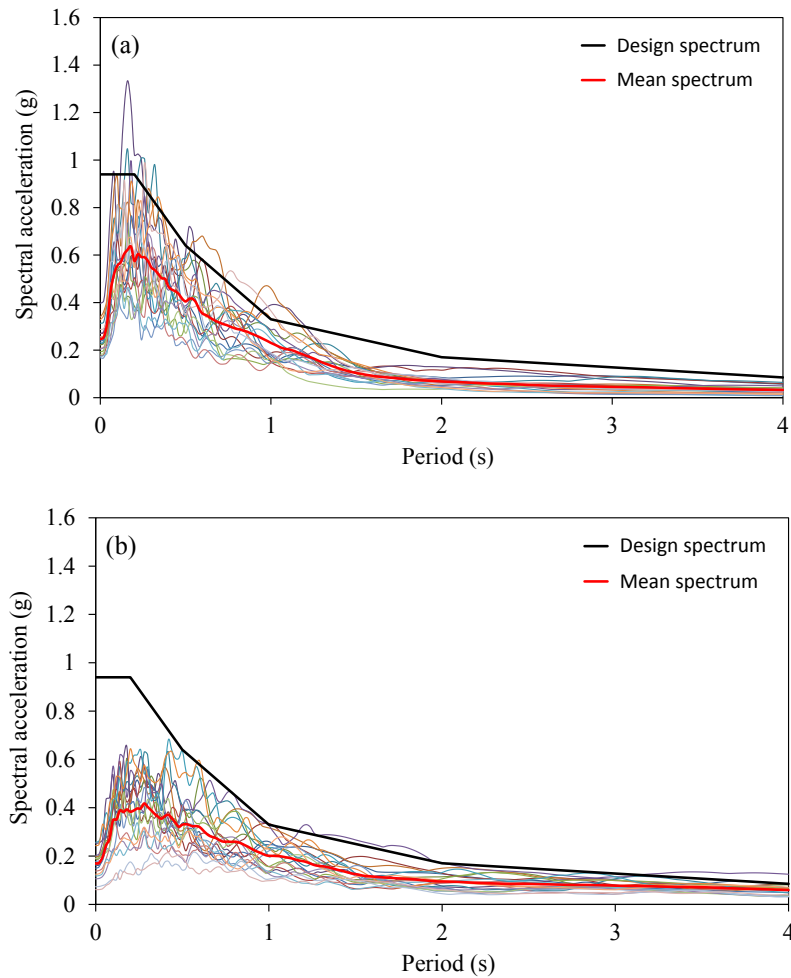 1.6
(a)
Design spectrum
1.4
Mean spectrum
1.2
1
0.8
0.6
0.4
0.2
0
0 1 2 3 4
Spectral acceleration (g)
Period (s)
1.6
(b)
Design spectrum
1.4
Mean spectrum
1.2
1
0.8
0.6
0.4
0.2
0
0 1 2 3 4
Spectral acceleration (g)
Period (s)